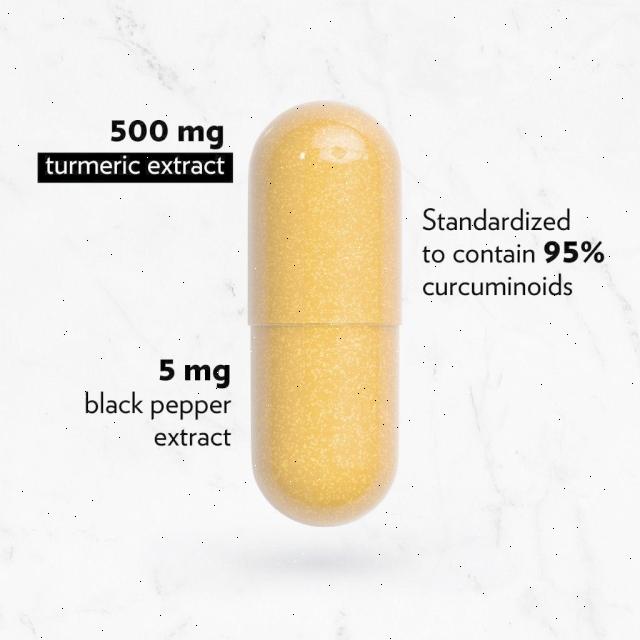 500 mg
turmeric extract
Standardized
to contain 95%
curcuminoids
5 mg
black pepper
extract